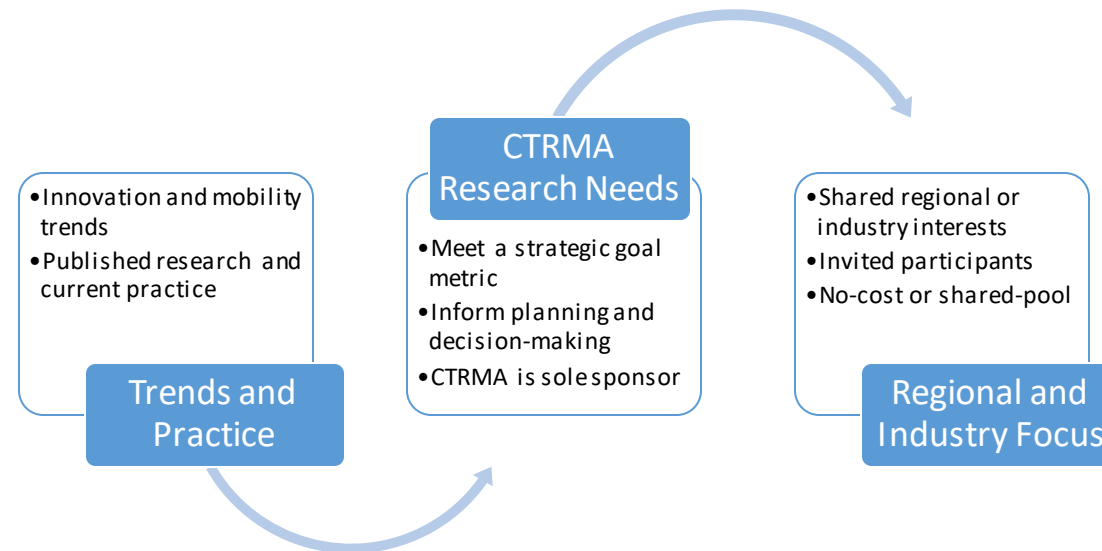 •Innovation and mobility
trends
•Published research and
current practice
Trends and
Practice
CTRMA
Research Needs
•Meet a strategic goal
metric
•Inform planning and
decision-making
•CTRMA is sole sponsor
•Shared regional or
industry interests
•Invited participants
•No-cost or shared-pool
Regional and
Industry Focus